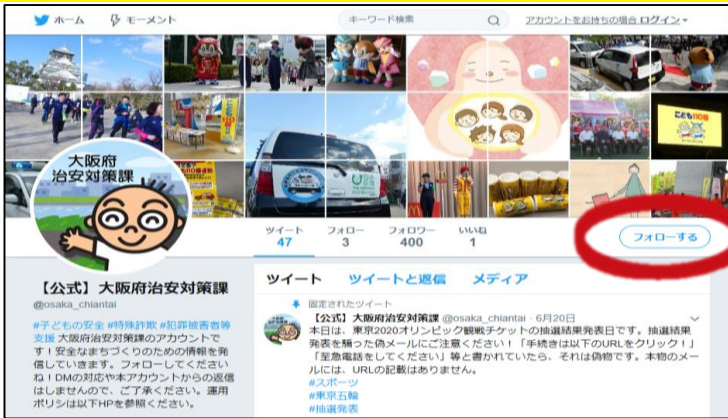 ホーム モーメント キーワード検索 アカウントをお持ちの場合 ログイン
こども110番
大阪府
治安対策課
ツイート フォロー フォロワー いいね
47 3 400 1
フォローする
【公式】大阪府治安対策課
@osaka_chiantai
#子どもの安全 #特殊詐欺 #犯罪被害者等
支援 大阪府治安対策課のアカウントで
す！安全なまちづくりのための情報を発
信していきます。フォローしてください
ね！DMの対応や本アカウントからの返信
はしませんので、ご了承ください。運用
ポリシは以下HPを参照ください。
ツイート ツイートと返信 メディア
固定されたツイート
【公式】大阪府治安対策課 @osaka_chiantai · 6月20日
本日は、東京2020オリンピック観戦チケットの抽選結果発表日です。抽選結果
発表を騙った偽メールにご注意ください！「手続きは以下のURLをクリック！」
「至急電話をしてください」等と書かれていたら、それは偽物です。本物のメー
ルには、URLの記載はありません。
#スポーツ
#東京五輪
#抽選発表